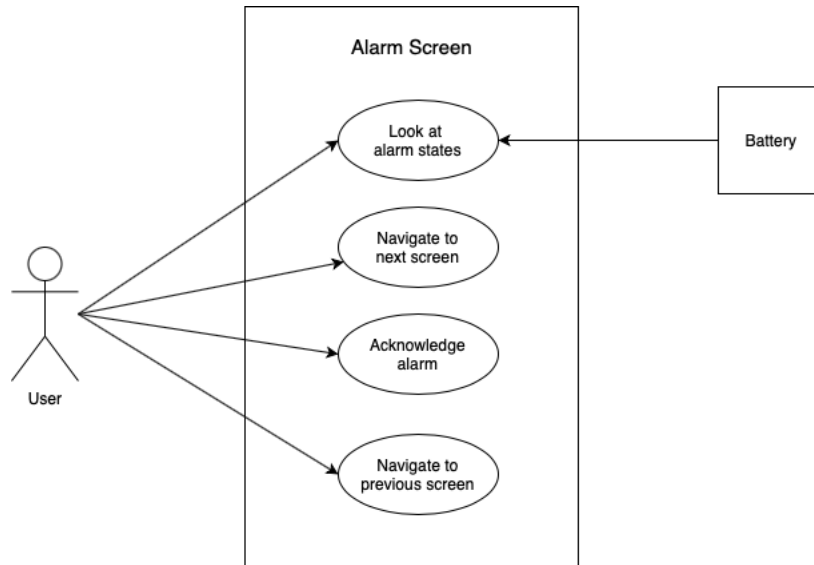 Alarm Screen
Look at
alarm states
Battery
Navigate to
next screen
Acknowledge
alarm
User
Navigate to
previous screen